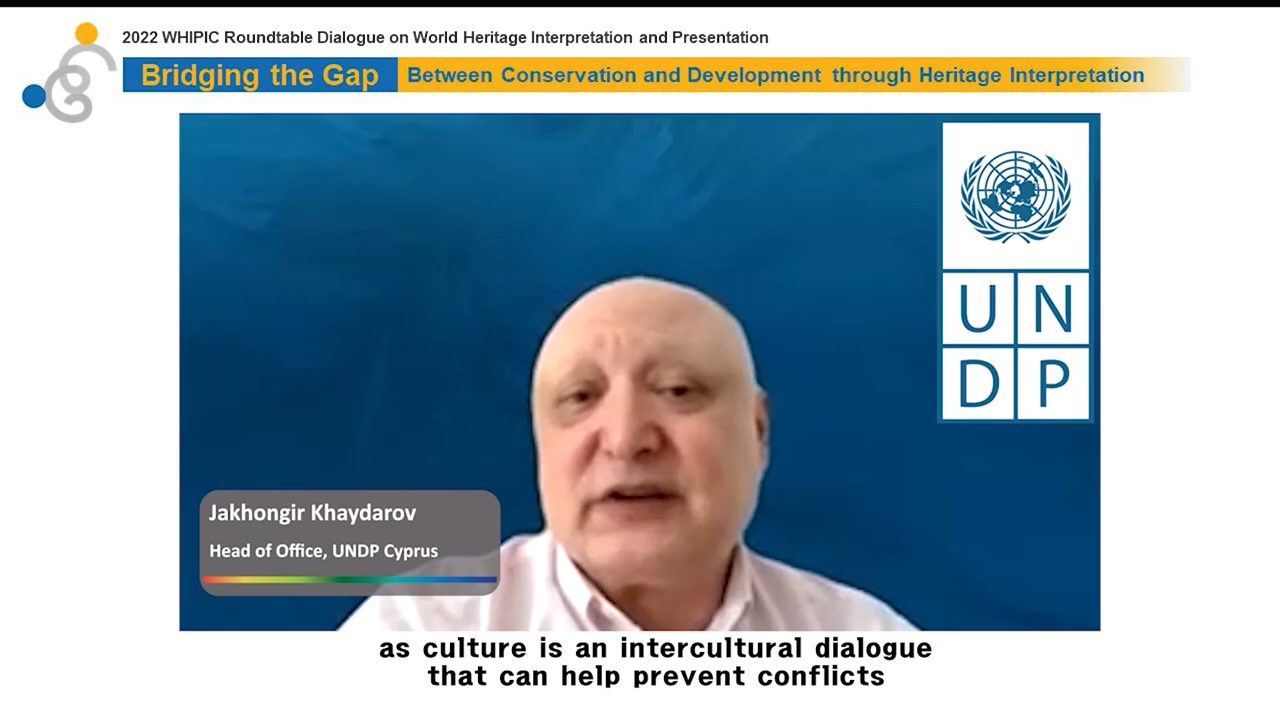 2022 WHIPIC Roundtable Dialogue on World Heritage Interpretation and Presentation
Bridging the Gap Between Conservation and Development through Heritage Interpretation
U N
D P
Jakhongir Khaydarov
Head of Office, UNDP Cyprus
as culture is an intercultural dialogue
that can help prevent conflicts